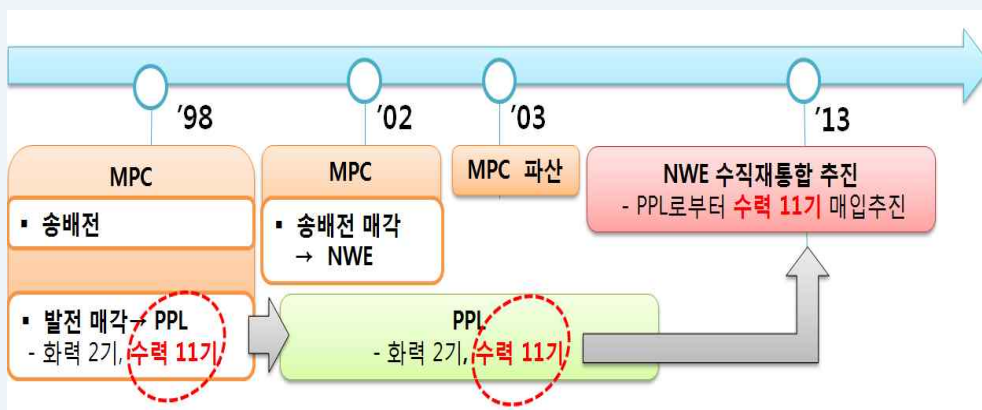 '98
'02
'03
'13
MPC
▪ 송배전
▪ 발전 매각→ PPL
- 화력 2기, 수력 11기
MPC
▪ 송배전 매각
→ NWE
MPC 파산
NWE 수직재통합 추진
- PPL로부터 수력 11기 매입추진
PPL
- 화력 2기, 수력 11기